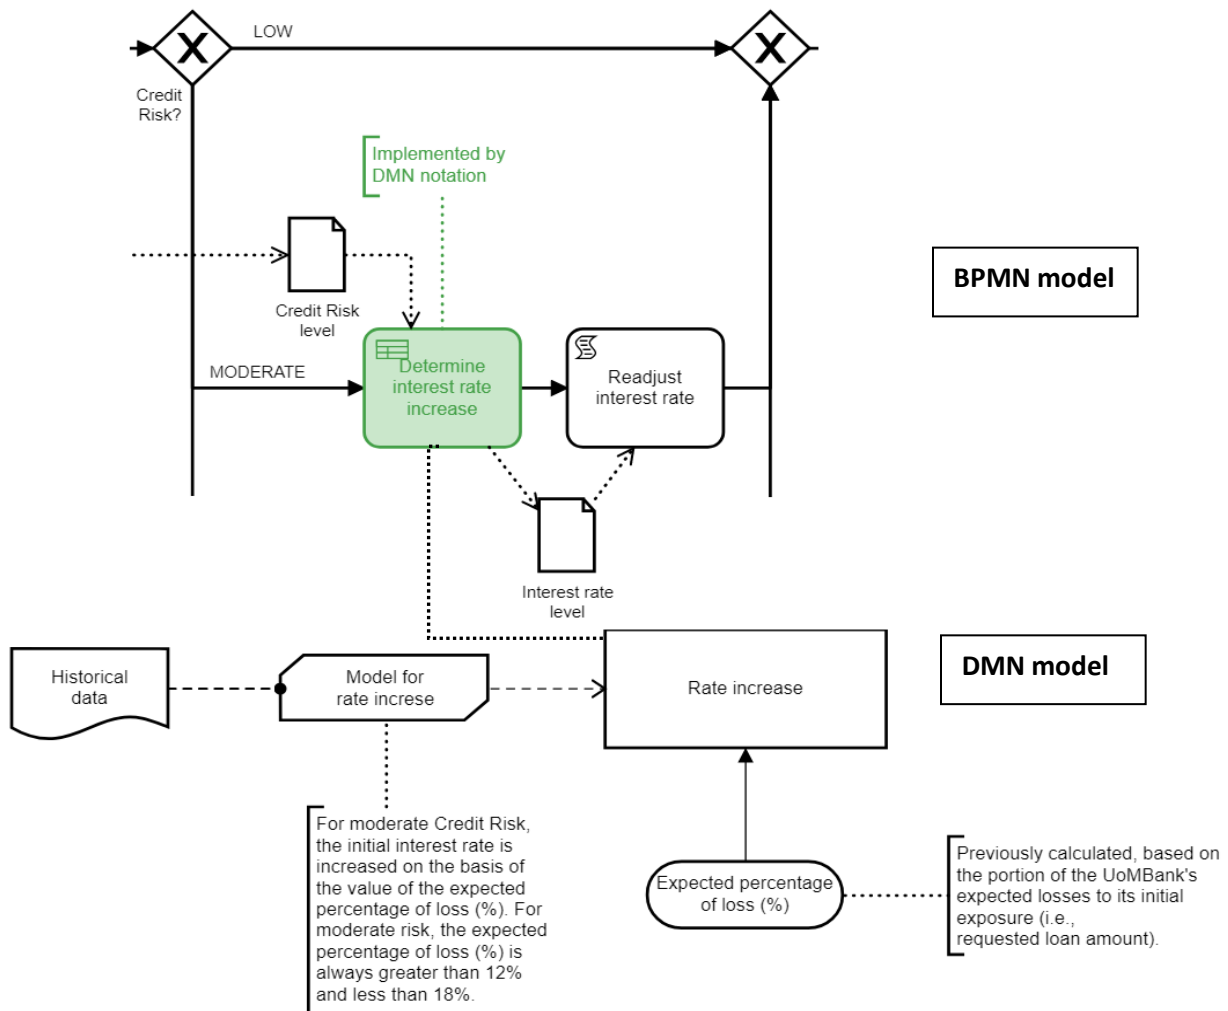 X
LOW
X
Credit
Risk?
Implemented by
DMN notation
BPMN model
Credit Risk
level
MODERATE
Determine
interest rate
increase
Readjust
interest rate
Interest rate
level
DMN model
Historical
data
Model for
rate increse
Rate increase
For moderate Credit Risk,
the initial interest rate is
increased on the basis of
the value of the expected
percentage of loss (%). For
moderate risk, the expected
percentage of loss (%) is
always greater than 12%
and less than 18%.
Expected percentage
of loss (%)
Previously calculated, based on
the portion of the UoMBank's
expected losses to its initial
exposure (i.e.,
requested loan amount).